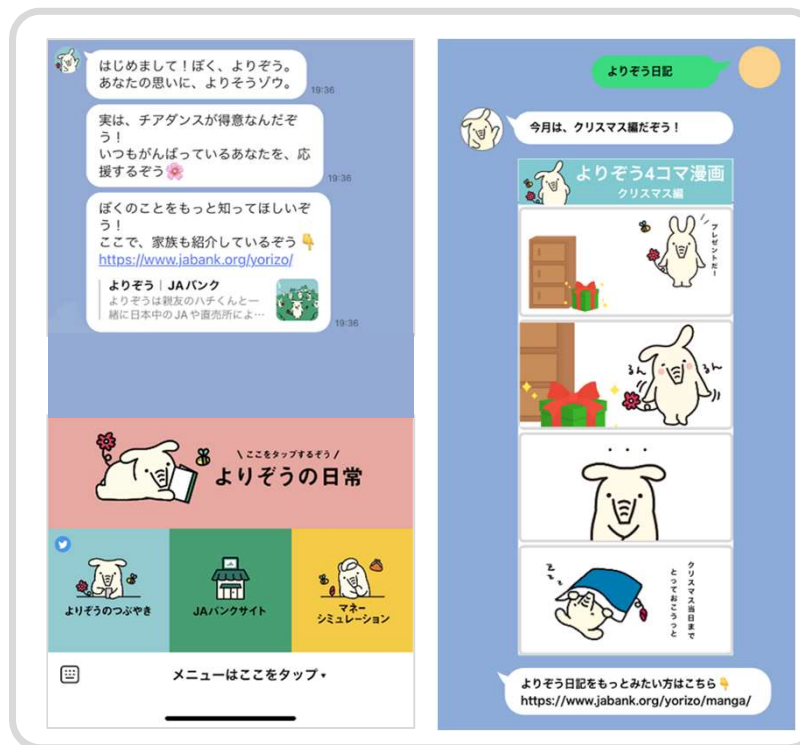 はじめまして！ぼく、よりぞう。
あなたの思いに、よりそうゾウ。
19:36
実は、チアダンスが得意なんだぞ
う！
いつもがんばっているあなたを、応
援するぞう🌸
19:36
ぼくのことをもっと知ってほしいぞ
う！
ここで、家族も紹介しているぞう👇
https://www.jabank.org/yorizo/
よりぞう｜JAバンク
よりぞうは親友のハチくんと一
緒に日本中のJAや直売所によ…
19:36
\ ここをタップするぞう /
よりぞうの日常
よりぞうのつぶやき
JAバンクサイト
マネー
シミュレーション
メニューはここをタップ▾
よりぞう日記
今月は、クリスマス編だぞう！
よりぞう4コマ漫画
クリスマス編
プレゼントだー！
るん
るん
・・・
zzz
クリスマス当日まで
とっておこうっと
よりぞう日記をもっとみたい方はこちら👇
https://www.jabank.org/yorizo/manga/